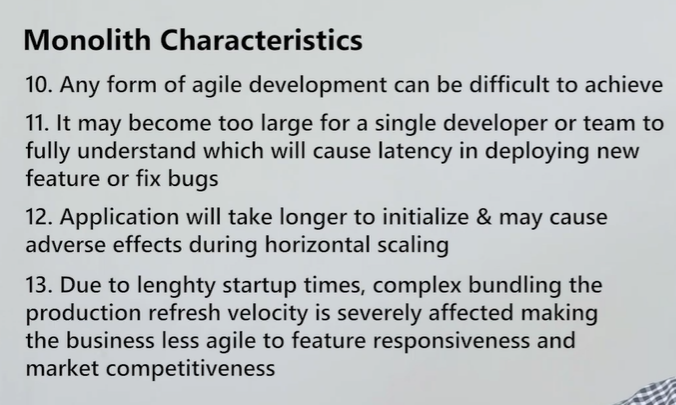 Monolith Characteristics
10. Any form of agile development can be difficult to achieve
11. It may become too large for a single developer or team to
fully understand which will cause latency in deploying new
feature or fix bugs
12. Application will take longer to initialize & may cause
adverse effects during horizontal scaling
13. Due to lenghty startup times, complex bundling the
production refresh velocity is severely affected making
the business less agile to feature responsiveness and
market competitiveness